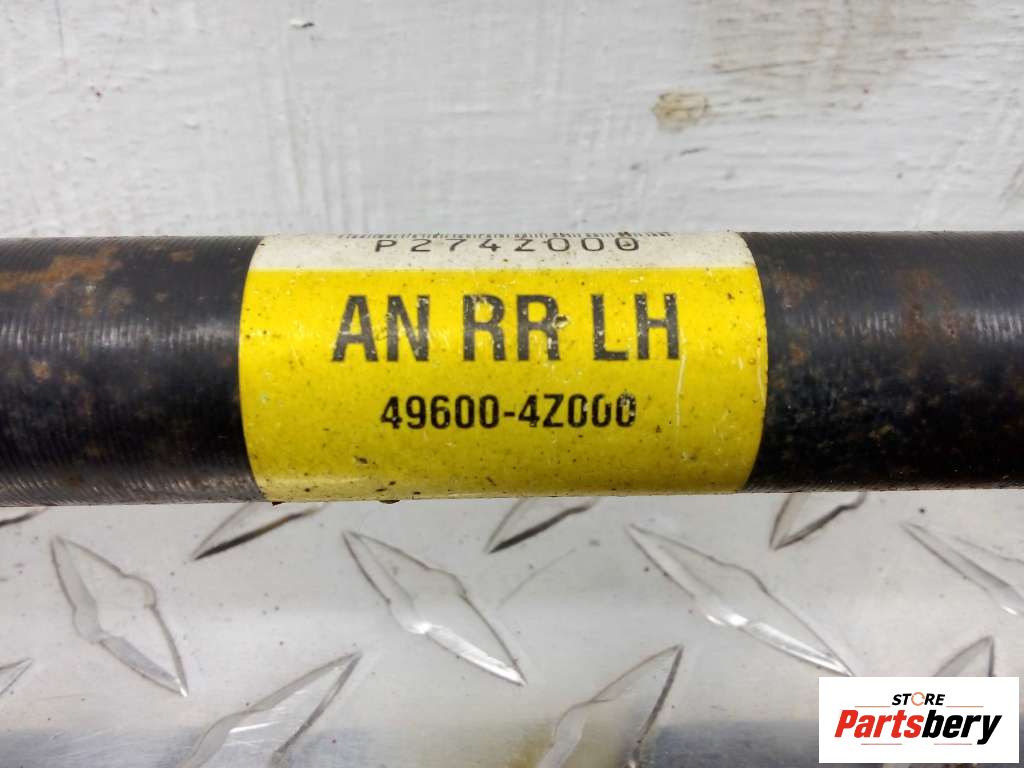 P274Z000
AN RR LH
49600-4Z000
STORE
Partsbery